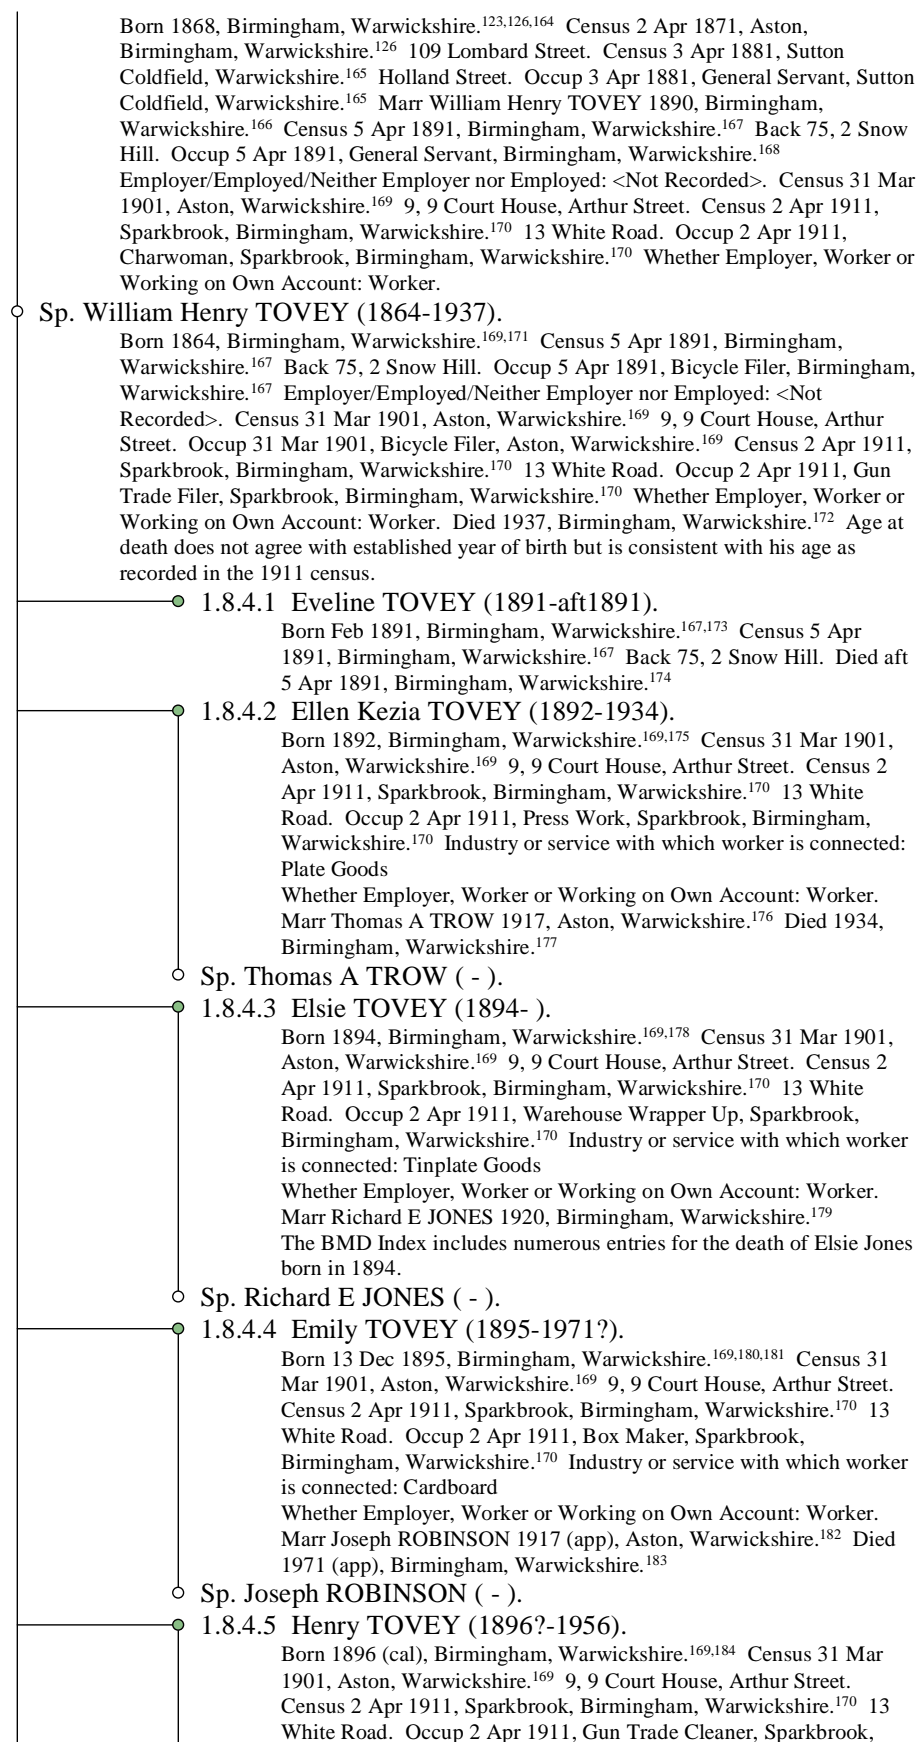 Born 1868, Birmingham, Warwickshire.123,126,164 Census 2 Apr 1871, Aston,
Birmingham, Warwickshire.126 109 Lombard Street. Census 3 Apr 1881, Sutton
Coldfield, Warwickshire.165 Holland Street. Occup 3 Apr 1881, General Servant, Sutton
Coldfield, Warwickshire.165 Marr William Henry TOVEY 1890, Birmingham,
Warwickshire.166 Census 5 Apr 1891, Birmingham, Warwickshire.167 Back 75, 2 Snow
Hill. Occup 5 Apr 1891, General Servant, Birmingham, Warwickshire.168
Employer/Employed/Neither Employer nor Employed: <Not Recorded>. Census 31 Mar
1901, Aston, Warwickshire.169 9, 9 Court House, Arthur Street. Census 2 Apr 1911,
Sparkbrook, Birmingham, Warwickshire.170 13 White Road. Occup 2 Apr 1911,
Charwoman, Sparkbrook, Birmingham, Warwickshire.170 Whether Employer, Worker or
Working on Own Account: Worker.
Sp. William Henry TOVEY (1864-1937).
Born 1864, Birmingham, Warwickshire.169,171 Census 5 Apr 1891, Birmingham,
Warwickshire.167 Back 75, 2 Snow Hill. Occup 5 Apr 1891, Bicycle Filer, Birmingham,
Warwickshire.167 Employer/Employed/Neither Employer nor Employed: <Not
Recorded>. Census 31 Mar 1901, Aston, Warwickshire.169 9, 9 Court House, Arthur
Street. Occup 31 Mar 1901, Bicycle Filer, Aston, Warwickshire.169 Census 2 Apr 1911,
Sparkbrook, Birmingham, Warwickshire.170 13 White Road. Occup 2 Apr 1911, Gun
Trade Filer, Sparkbrook, Birmingham, Warwickshire.170 Whether Employer, Worker or
Working on Own Account: Worker. Died 1937, Birmingham, Warwickshire.172 Age at
death does not agree with established year of birth but is consistent with his age as
recorded in the 1911 census.
1.8.4.1 Eveline TOVEY (1891-aft1891).
Born Feb 1891, Birmingham, Warwickshire.167,173 Census 5 Apr
1891, Birmingham, Warwickshire.167 Back 75, 2 Snow Hill. Died aft
5 Apr 1891, Birmingham, Warwickshire.174
1.8.4.2 Ellen Kezia TOVEY (1892-1934).
Born 1892, Birmingham, Warwickshire.169,175 Census 31 Mar 1901,
Aston, Warwickshire.169 9, 9 Court House, Arthur Street. Census 2
Apr 1911, Sparkbrook, Birmingham, Warwickshire.170 13 White
Road. Occup 2 Apr 1911, Press Work, Sparkbrook, Birmingham,
Warwickshire.170 Industry or service with which worker is connected:
Plate Goods
Whether Employer, Worker or Working on Own Account: Worker.
Marr Thomas A TROW 1917, Aston, Warwickshire.176 Died 1934,
Birmingham, Warwickshire.177
Sp. Thomas A TROW ( - ).
1.8.4.3 Elsie TOVEY (1894- ).
Born 1894, Birmingham, Warwickshire.169,178 Census 31 Mar 1901,
Aston, Warwickshire.169 9, 9 Court House, Arthur Street. Census 2
Apr 1911, Sparkbrook, Birmingham, Warwickshire.170 13 White
Road. Occup 2 Apr 1911, Warehouse Wrapper Up, Sparkbrook,
Birmingham, Warwickshire.170 Industry or service with which worker
is connected: Tinplate Goods
Whether Employer, Worker or Working on Own Account: Worker.
Marr Richard E JONES 1920, Birmingham, Warwickshire.179
The BMD Index includes numerous entries for the death of Elsie Jones
born in 1894.
Sp. Richard E JONES ( - ).
1.8.4.4 Emily TOVEY (1895-1971?).
Born 13 Dec 1895, Birmingham, Warwickshire.169,180,181 Census 31
Mar 1901, Aston, Warwickshire.169 9, 9 Court House, Arthur Street.
Census 2 Apr 1911, Sparkbrook, Birmingham, Warwickshire.170 13
White Road. Occup 2 Apr 1911, Box Maker, Sparkbrook,
Birmingham, Warwickshire.170 Industry or service with which worker
is connected: Cardboard
Whether Employer, Worker or Working on Own Account: Worker.
Marr Joseph ROBINSON 1917 (app), Aston, Warwickshire.182 Died
1971 (app), Birmingham, Warwickshire.183
Sp. Joseph ROBINSON ( - ).
1.8.4.5 Henry TOVEY (1896?-1956).
Born 1896 (cal), Birmingham, Warwickshire.169,184 Census 31 Mar
1901, Aston, Warwickshire.169 9, 9 Court House, Arthur Street.
Census 2 Apr 1911, Sparkbrook, Birmingham, Warwickshire.170 13
White Road. Occup 2 Apr 1911, Gun Trade Cleaner, Sparkbrook,